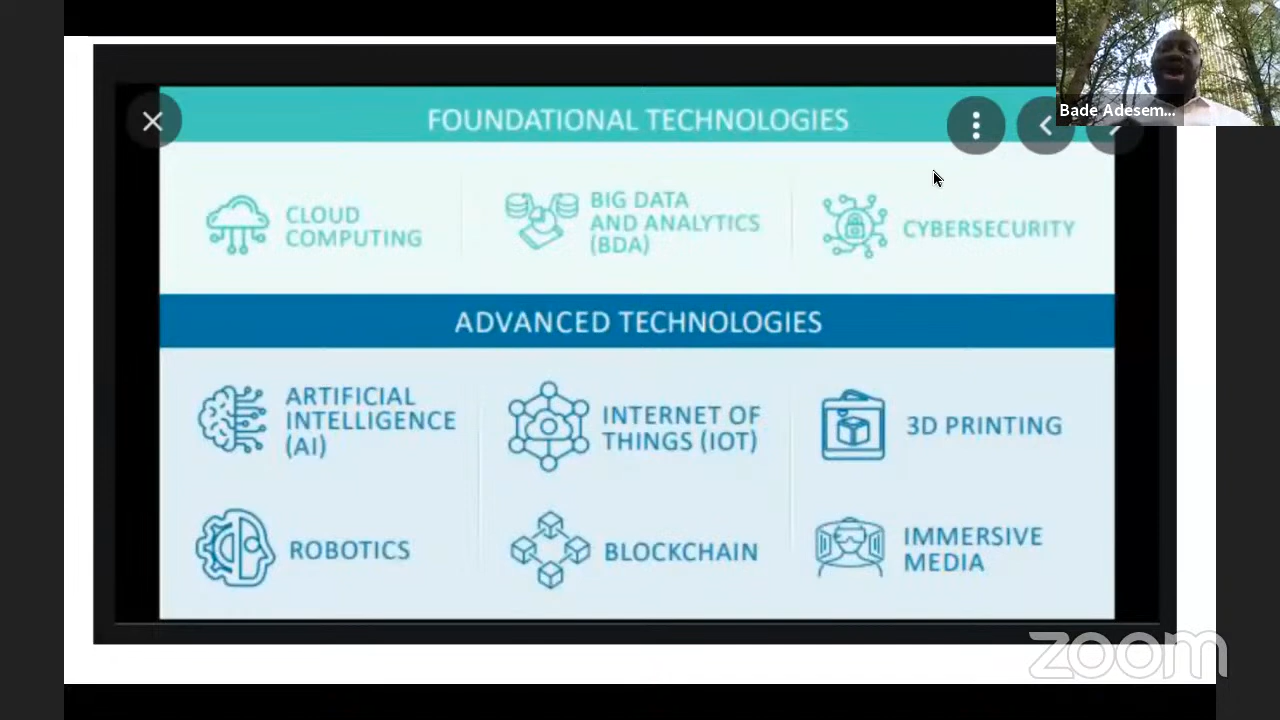 FOUNDATIONAL TECHNOLOGIES
Bade Adesem...
CLOUD
COMPUTING
BIG DATA
AND ANALYTICS
(BDA)
CYBERSECURITY
ADVANCED TECHNOLOGIES
ARTIFICIAL
INTELLIGENCE
(AI)
INTERNET OF
THINGS (IOT)
3D PRINTING
ROBOTICS
BLOCKCHAIN
IMMERSIVE
MEDIA
zoom